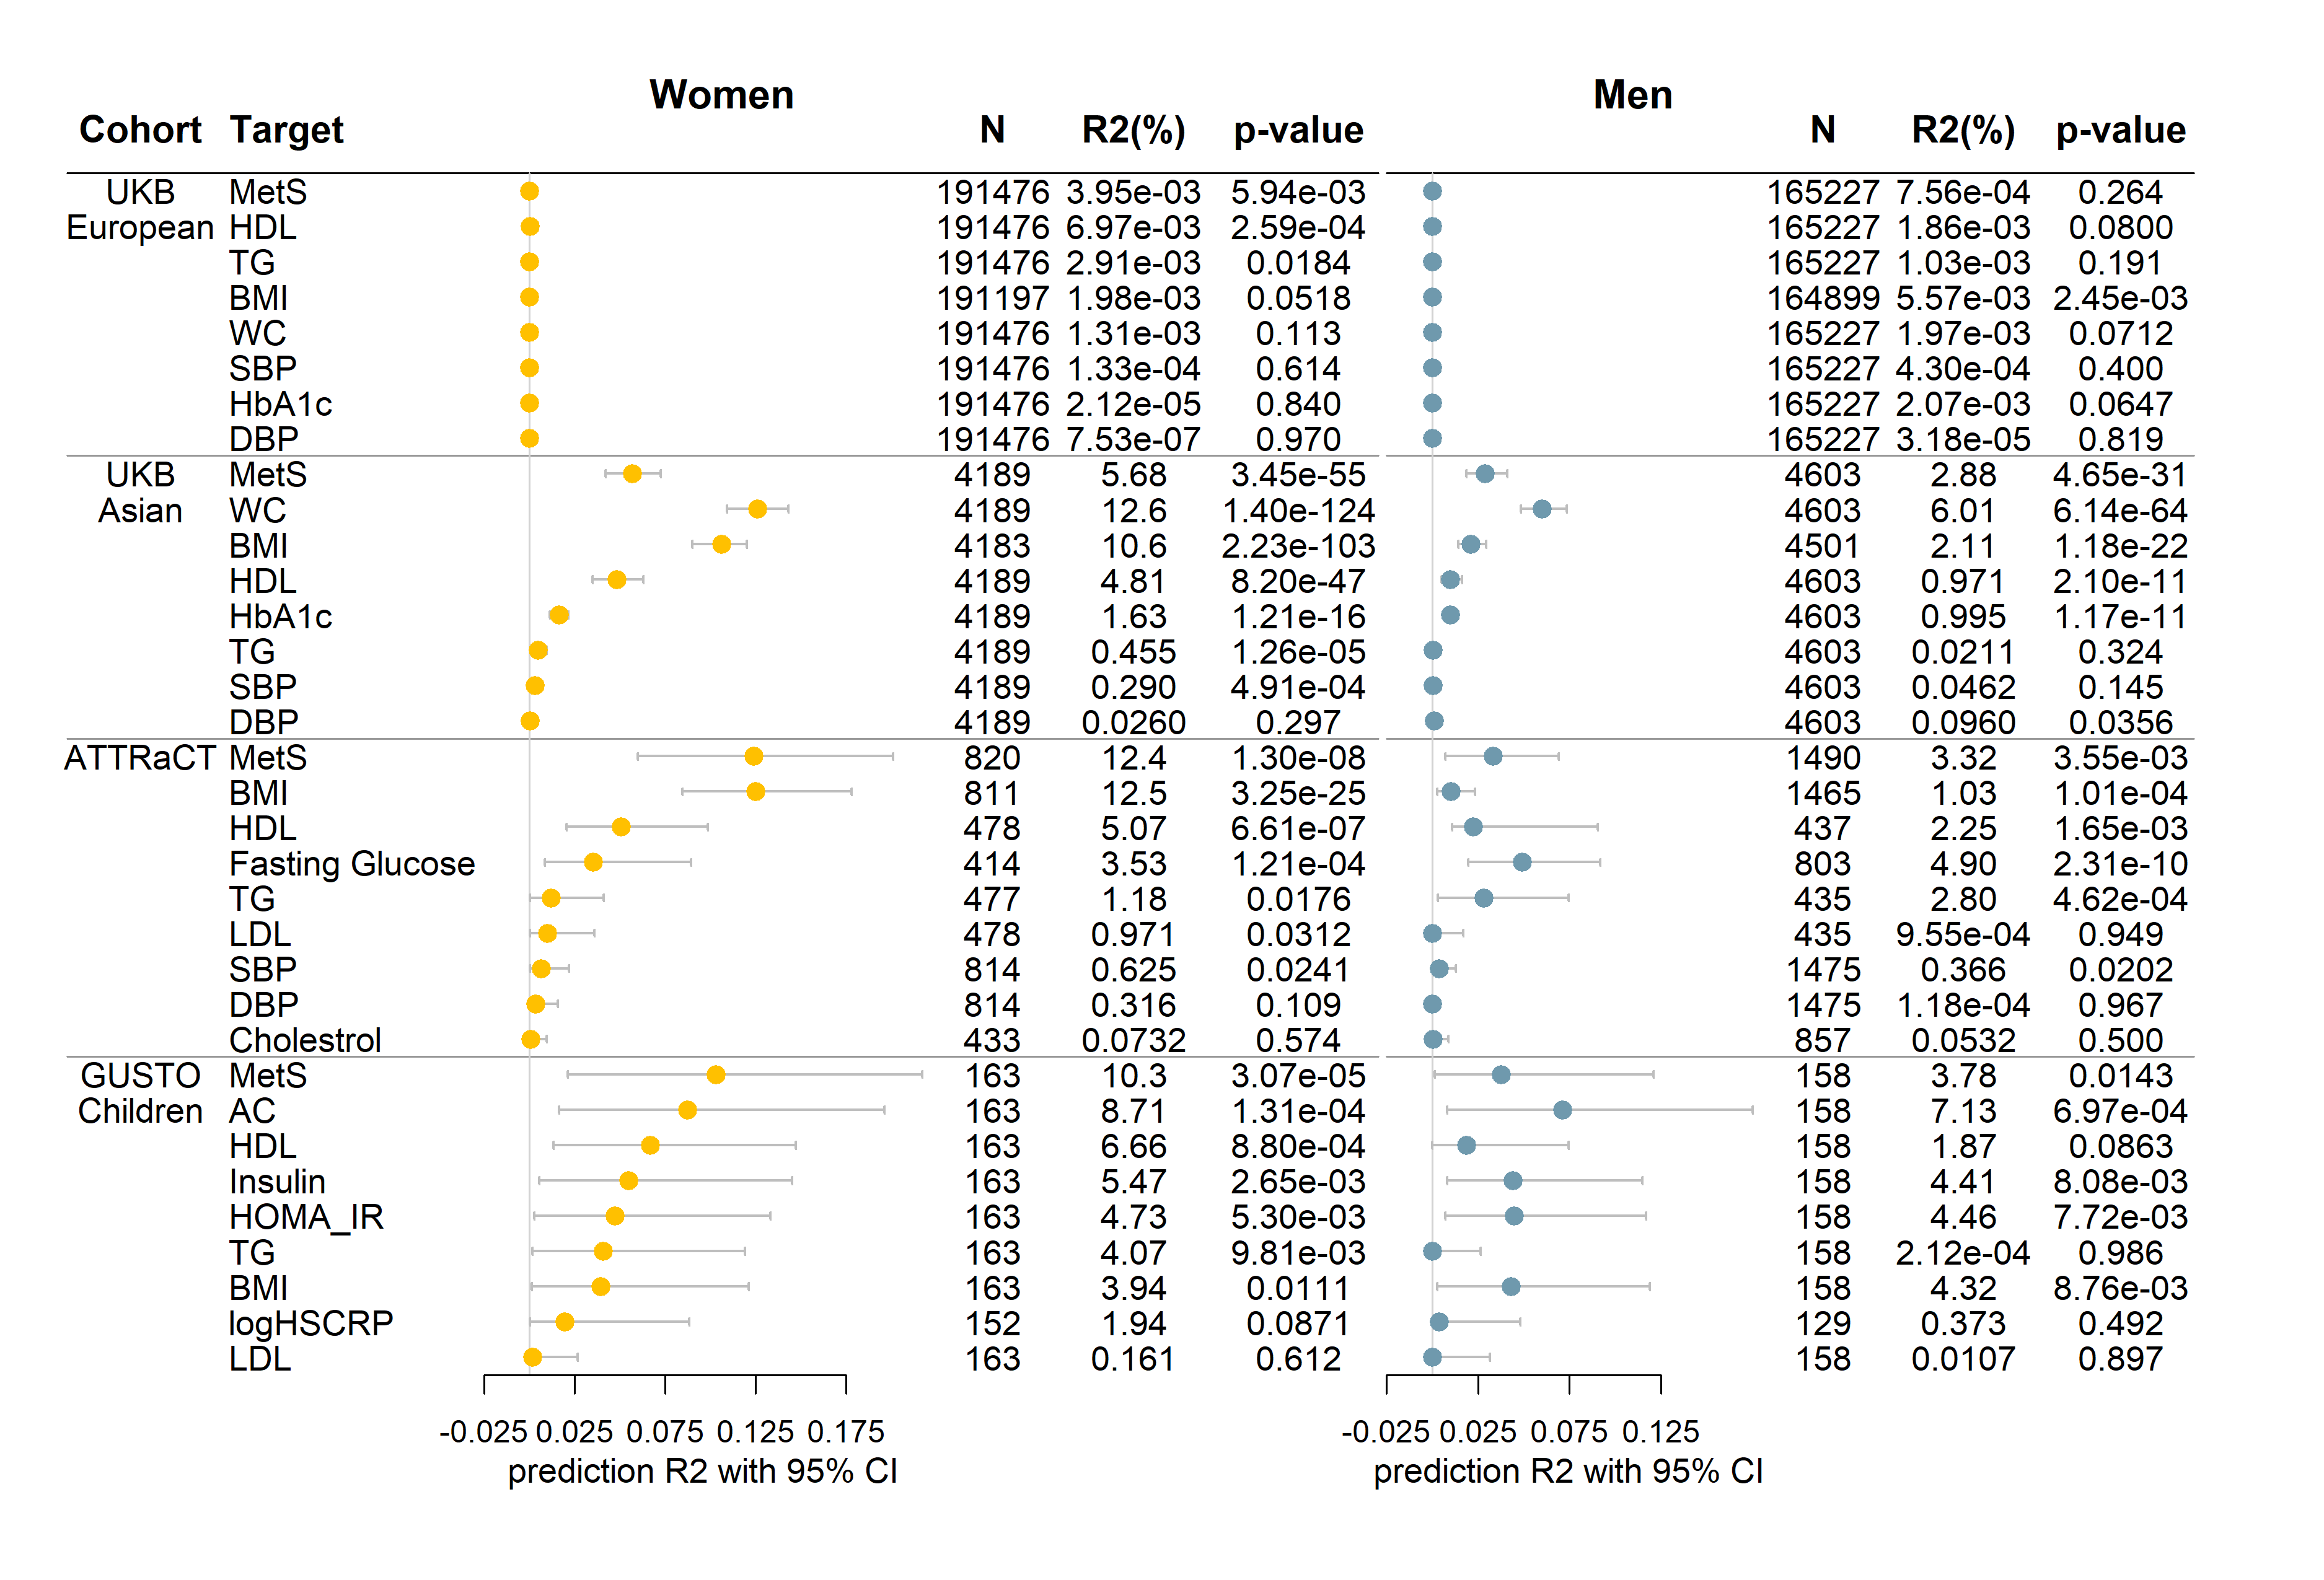 Women Men
Cohort Target N R2(%) p-value N R2(%) p-value
UKB MetS 191476 3.95e-03 5.94e-03 165227 7.56e-04 0.264
European HDL 191476 6.97e-03 2.59e-04 165227 1.86e-03 0.0800
TG 191476 2.91e-03 0.0184 165227 1.03e-03 0.191
BMI 191197 1.98e-03 0.0518 164899 5.57e-03 2.45e-03
WC 191476 1.31e-03 0.113 165227 1.97e-03 0.0712
SBP 191476 1.33e-04 0.614 165227 4.30e-04 0.400
HbA1c 191476 2.12e-05 0.840 165227 2.07e-03 0.0647
DBP 191476 7.53e-07 0.970 165227 3.18e-05 0.819
UKB MetS 4189 5.68 3.45e-55 4603 2.88 4.65e-31
Asian WC 4189 12.6 1.40e-124 4603 6.01 6.14e-64
BMI 4183 10.6 2.23e-103 4501 2.11 1.18e-22
HDL 4189 4.81 8.20e-47 4603 0.971 2.10e-11
HbA1c 4189 1.63 1.21e-16 4603 0.995 1.17e-11
TG 4189 0.455 1.26e-05 4603 0.0211 0.324
SBP 4189 0.290 4.91e-04 4603 0.0462 0.145
DBP 4189 0.0260 0.297 4603 0.0960 0.0356
ATTRaCT MetS 820 12.4 1.30e-08 1490 3.32 3.55e-03
BMI 811 12.5 3.25e-25 1465 1.03 1.01e-04
HDL 478 5.07 6.61e-07 437 2.25 1.65e-03
Fasting Glucose 414 3.53 1.21e-04 803 4.90 2.31e-10
TG 477 1.18 0.0176 435 2.80 4.62e-04
LDL 478 0.971 0.0312 435 9.55e-04 0.949
SBP 814 0.625 0.0241 1475 0.366 0.0202
DBP 814 0.316 0.109 1475 1.18e-04 0.967
Cholestrol 433 0.0732 0.574 857 0.0532 0.500
GUSTO MetS 163 10.3 3.07e-05 158 3.78 0.0143
Children AC 163 8.71 1.31e-04 158 7.13 6.97e-04
HDL 163 6.66 8.80e-04 158 1.87 0.0863
Insulin 163 5.47 2.65e-03 158 4.41 8.08e-03
HOMA_IR 163 4.73 5.30e-03 158 4.46 7.72e-03
TG 163 4.07 9.81e-03 158 2.12e-04 0.986
BMI 163 3.94 0.0111 158 4.32 8.76e-03
logHSCRP 152 1.94 0.0871 129 0.373 0.492
LDL 163 0.161 0.612 158 0.0107 0.897
-0.025 0.025 0.075 0.125 0.175 -0.025 0.025 0.075 0.125
prediction R2 with 95% CI prediction R2 with 95% CI